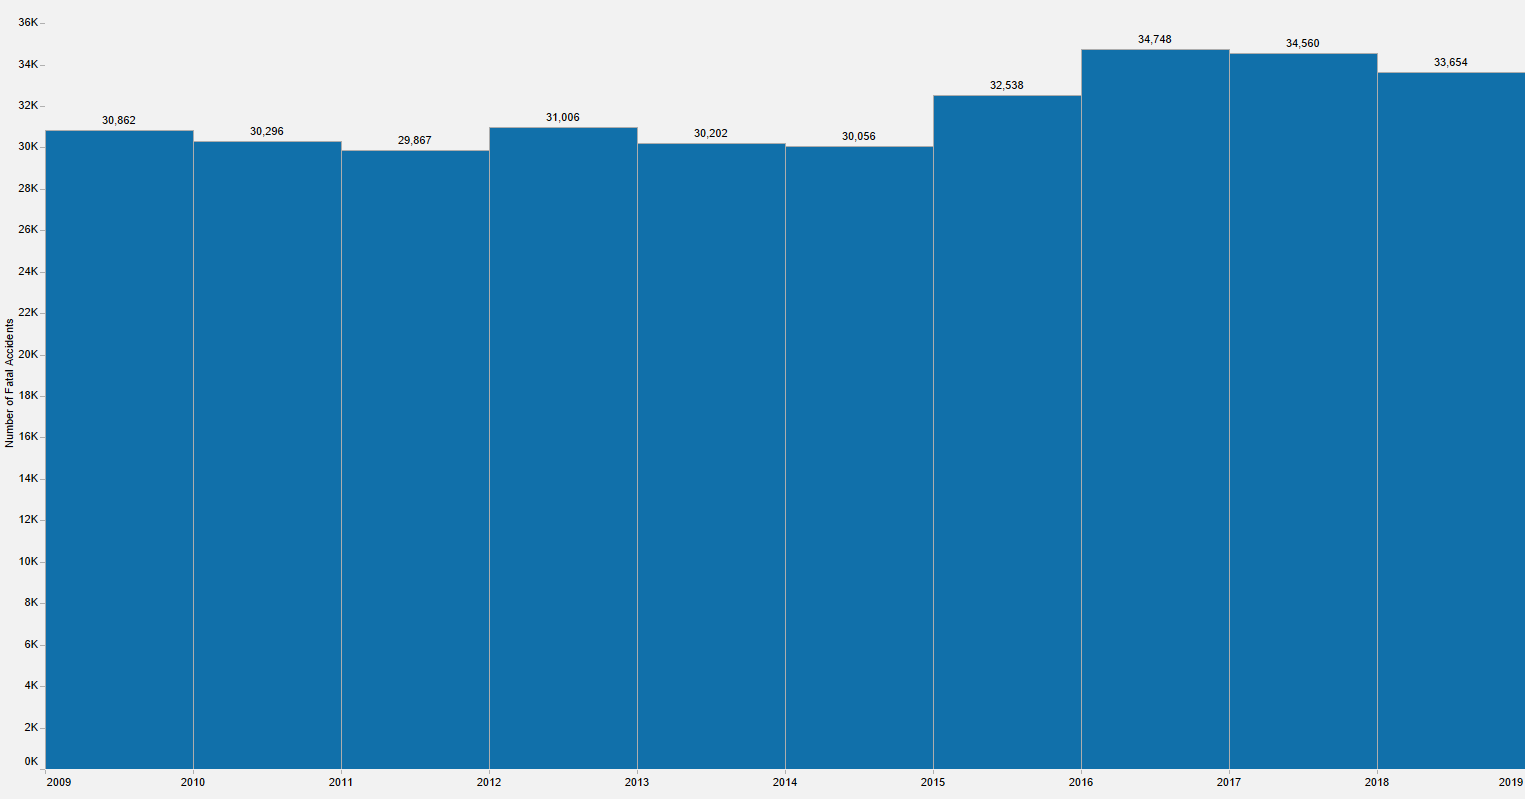 36K
34K
32K
30K
28K
26K
24K
22K
20K
18K
16K
14K
12K
10K
8K
6K
4K
2K
0K
Number of Fatal Accidents
30,862
30,296
29,867
31,006
30,202
30,056
32,538
34,748
34,560
33,654
2009 2010 2011 2012 2013 2014 2015 2016 2017 2018 2019